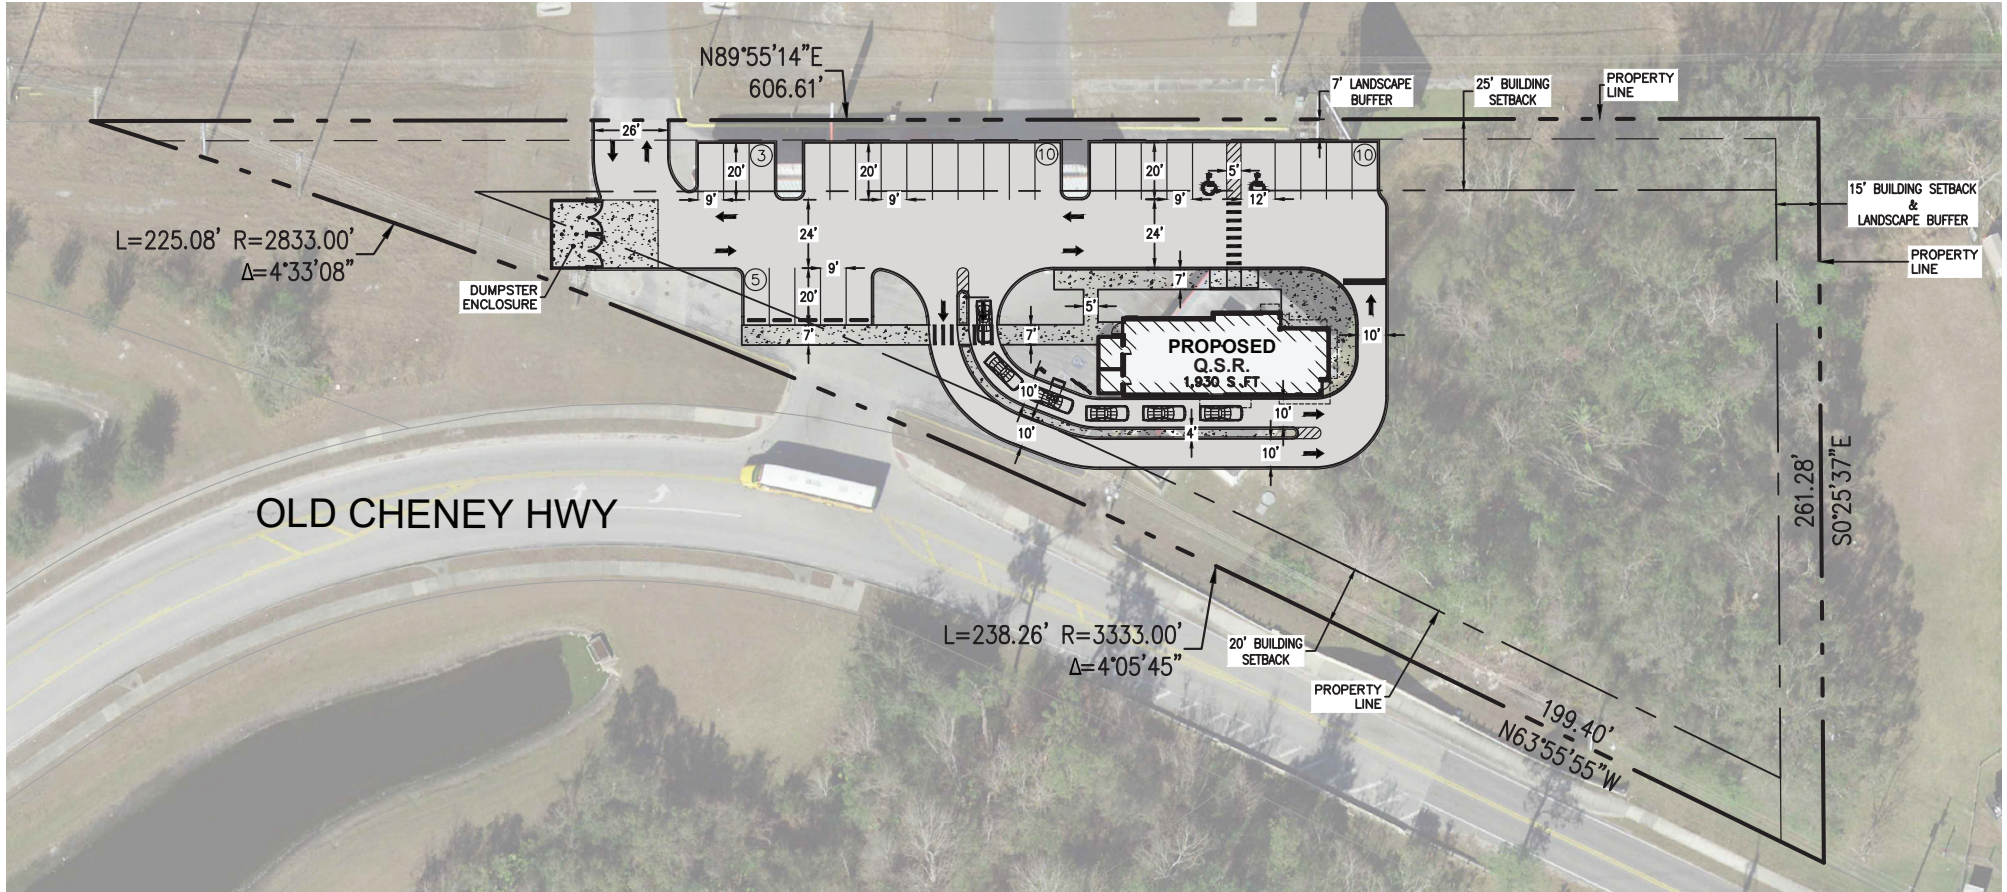 N89°55'14"E
606.61'
7' LANDSCAPE
BUFFER
25' BUILDING
SETBACK
PROPERTY
LINE
26'
3
10
10
20'
20'
20'
5'
9'
9'
9'
12'
15' BUILDING SETBACK
&
LANDSCAPE BUFFER
L=225.08' R=2833.00'
Δ=4°33'08"
24'
24'
PROPERTY
LINE
DUMPSTER
ENCLOSURE
5
9'
20'
7'
7'
5'
7'
10'
PROPOSED
Q.S.R.
1,930 S.FT
10'
10'
10'
4'
10'
OLD CHENEY HWY
261.28'
S0°25'37"E
L=238.26' R=3333.00'
Δ=4°05'45"
20' BUILDING
SETBACK
PROPERTY
LINE
199.40'
N63°55'55"W